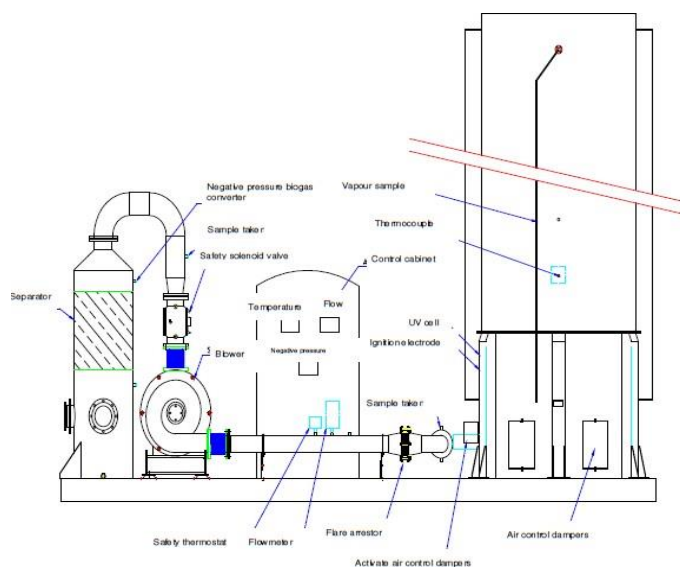 Negative pressure biogas
converter
Sample taker
Safety solenoid valve
Separator
Blower
Vapour sample
Thermocouple
Control cabinet
Temperature
Flow
Negative pressure
UV cell
Ignitione electrode
Sample taker
Safety thermostat
Flowmeter
Flare arrestor
Activate air control dampers
Air control dampers